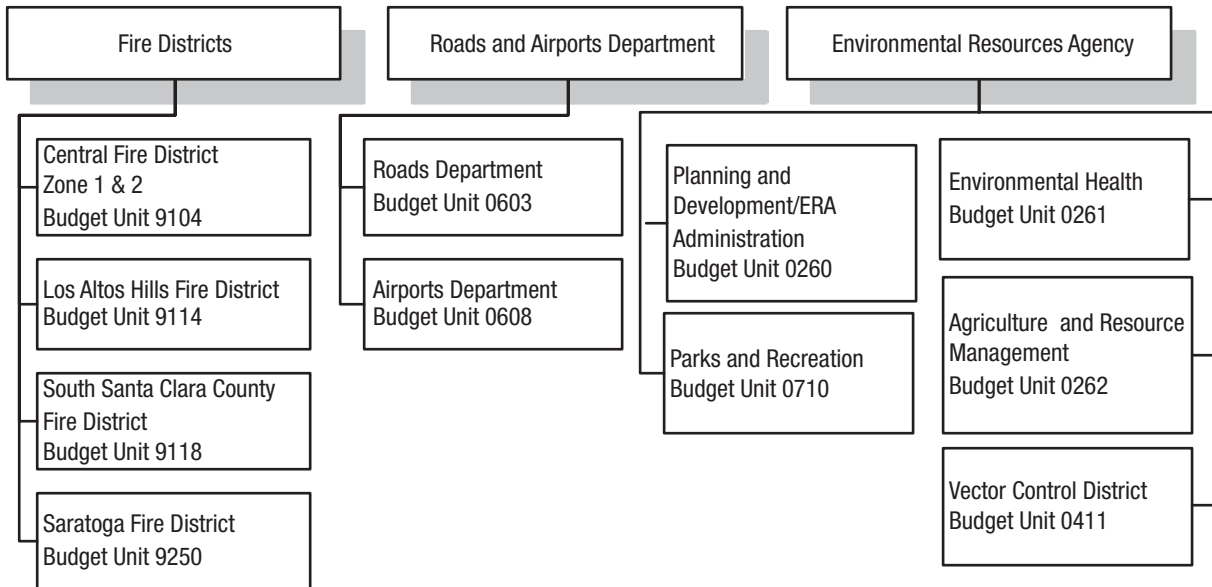 Fire Districts
Central Fire District
Zone 1 & 2
Budget Unit 9104
Los Altos Hills Fire District
Budget Unit 9114
South Santa Clara County
Fire District
Budget Unit 9118
Saratoga Fire District
Budget Unit 9250
Roads and Airports Department
Roads Department
Budget Unit 0603
Airports Department
Budget Unit 0608
Environmental Resources Agency
Planning and
Development/ERA
Administration
Budget Unit 0260
Parks and Recreation
Budget Unit 0710
Environmental Health
Budget Unit 0261
Agriculture and Resource
Management
Budget Unit 0262
Vector Control District
Budget Unit 0411